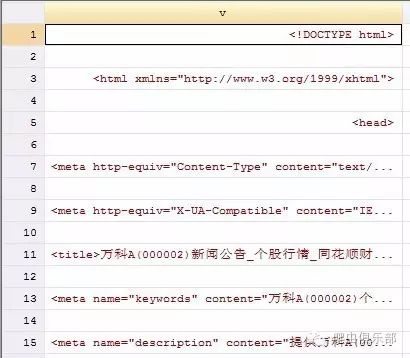 v
1 <!DOCTYPE html>
2
3 <html xmlns="http://www.w3.org/1999/xhtml">
4
5 <head>
6
7 <meta http-equiv="Content-Type" content="text/...
8
9 <meta http-equiv="X-UA-Compatible" content="IE...
10
11 <title>万科A(000002)新闻公告_个股行情_同花顺财...
12
13 <meta name="keywords" content="万科A(000002)个...
14
15 <meta name="description" content="提供万科A(00...
爬虫俱乐部